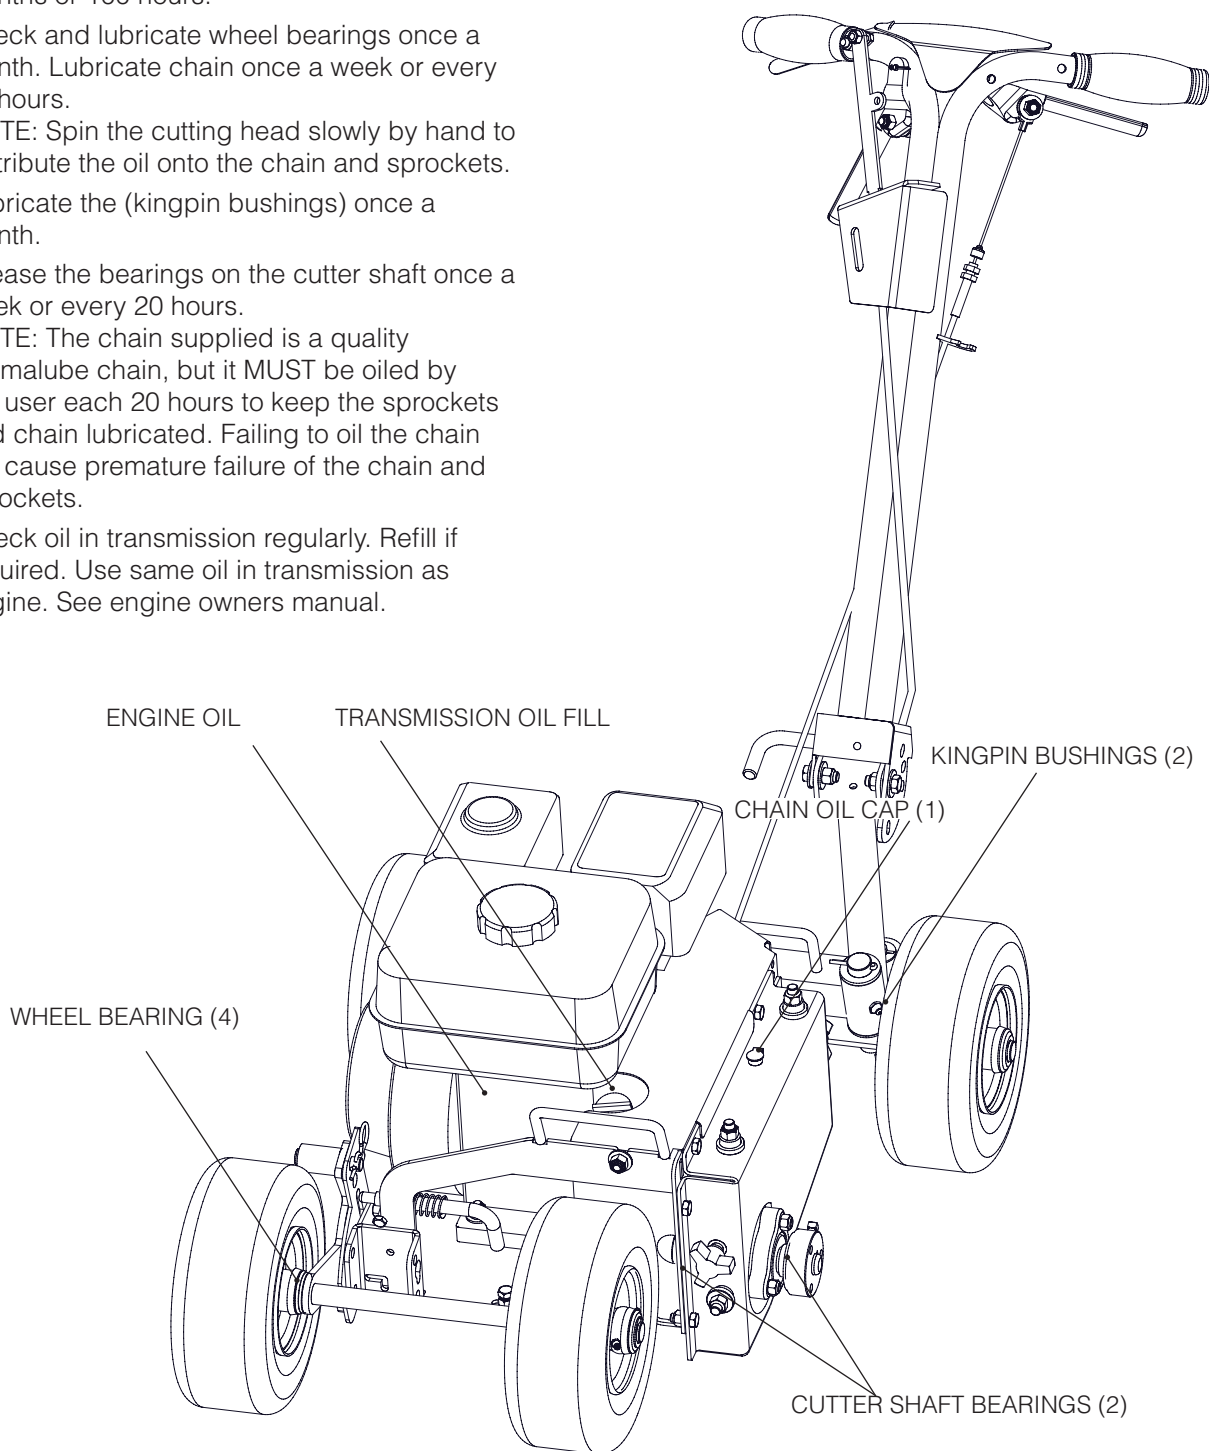 nths or 100 hours.
eck and lubricate wheel bearings once a
nth. Lubricate chain once a week or every
hours.
TE: Spin the cutting head slowly by hand to
tribute the oil onto the chain and sprockets.
bricate the (kingpin bushings) once a
nth.
ease the bearings on the cutter shaft once a
ek or every 20 hours.
TE: The chain supplied is a quality
malube chain, but it MUST be oiled by
user each 20 hours to keep the sprockets
d chain lubricated. Failing to oil the chain
cause premature failure of the chain and
ockets.
eck oil in transmission regularly. Refill if
uired. Use same oil in transmission as
gine. See engine owners manual.
ENGINE OIL
TRANSMISSION OIL FILL
KINGPIN BUSHINGS (2)
CHAIN OIL CAP (1)
WHEEL BEARING (4)
CUTTER SHAFT BEARINGS (2)